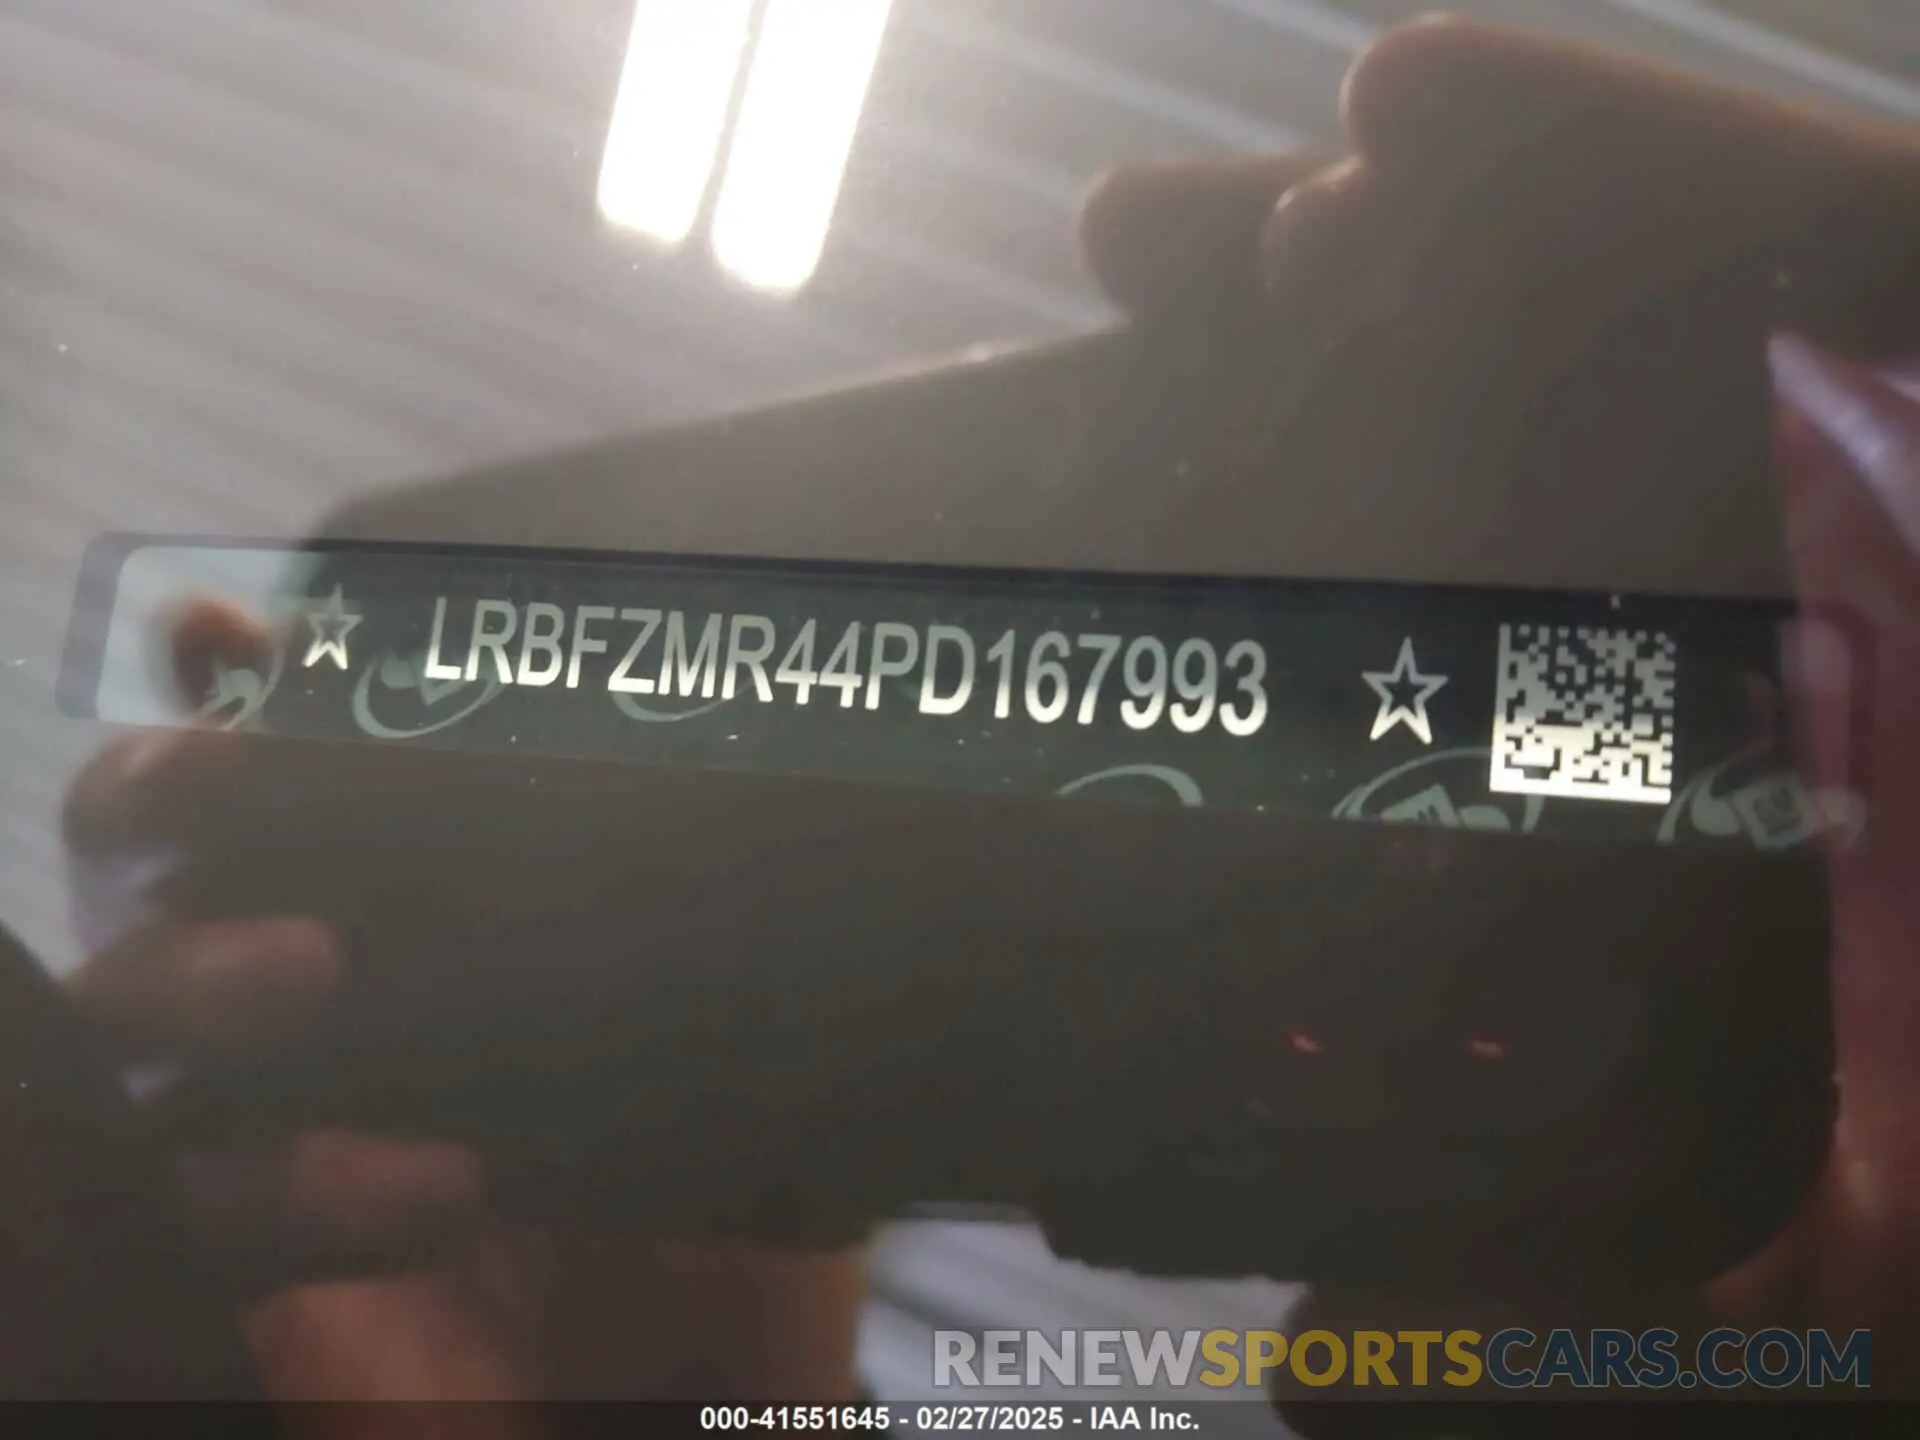 ☆ LRBFZMR44PD167993 ☆
RENEWSPORTSCARS.COM
000-41551645 - 02/27/2025 - IAA Inc.